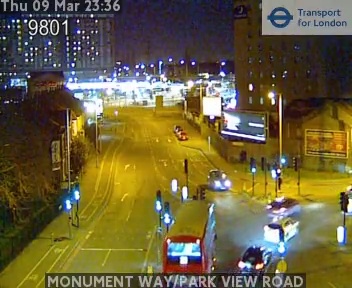 Thu 09 Mar 23:36
9801
Transport
for London
MONUMENT WAY/PARK VIEW ROAD